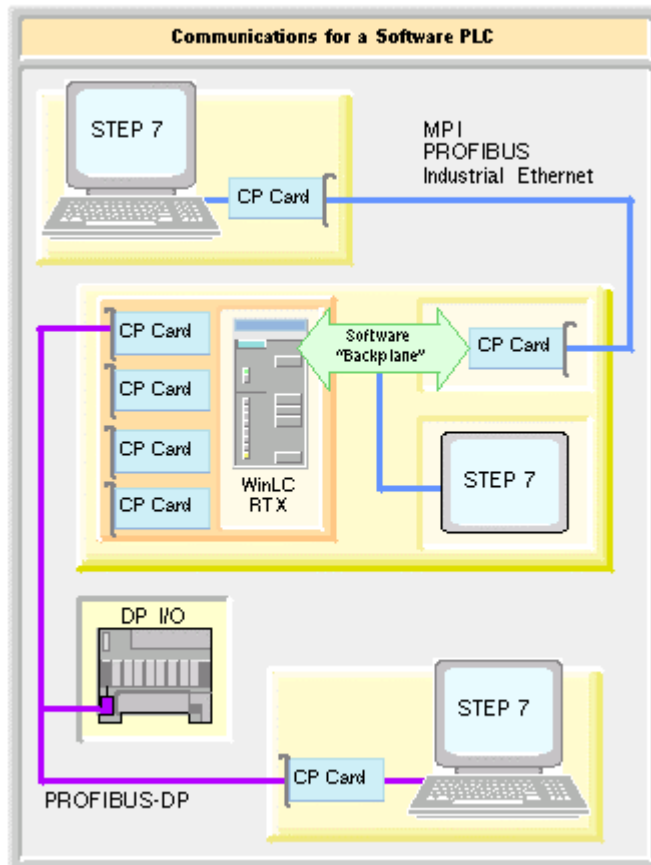 Communications for a Software PLC
STEP 7
CP Card
MPI
PROFIBUS
Industrial Ethernet
CP Card
CP Card
CP Card
CP Card
WinLC
RTX
Software
"Backplane"
CP Card
STEP 7
DP I/O
STEP 7
CP Card
PROFIBUS-DP